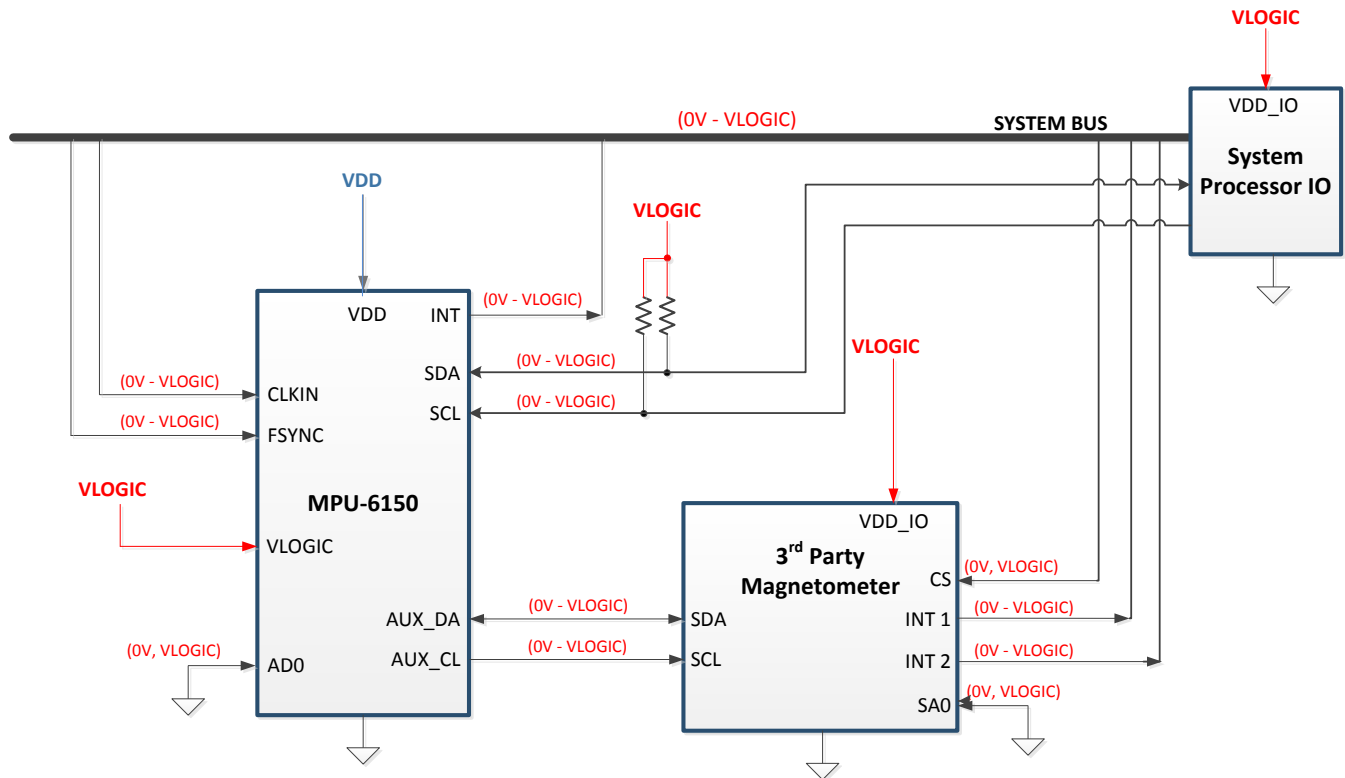 VLOGIC
VDD_IO
System
Processor IO
(0V - VLOGIC)
SYSTEM BUS
VDD
VLOGIC
VDD
INT
(0V - VLOGIC)
SDA
(0V - VLOGIC)
SCL
(0V - VLOGIC)
(0V - VLOGIC)
CLKIN
(0V - VLOGIC)
FSYNC
VLOGIC
VLOGIC
MPU-6150
AUX_DA
(0V - VLOGIC)
AUX_CL
(0V - VLOGIC)
(0V, VLOGIC)
AD0
VLOGIC
VDD_IO
3rd Party
Magnetometer
SDA
SCL
CS
(0V, VLOGIC)
INT 1
(0V - VLOGIC)
INT 2
(0V - VLOGIC)
SA0
(0V, VLOGIC)